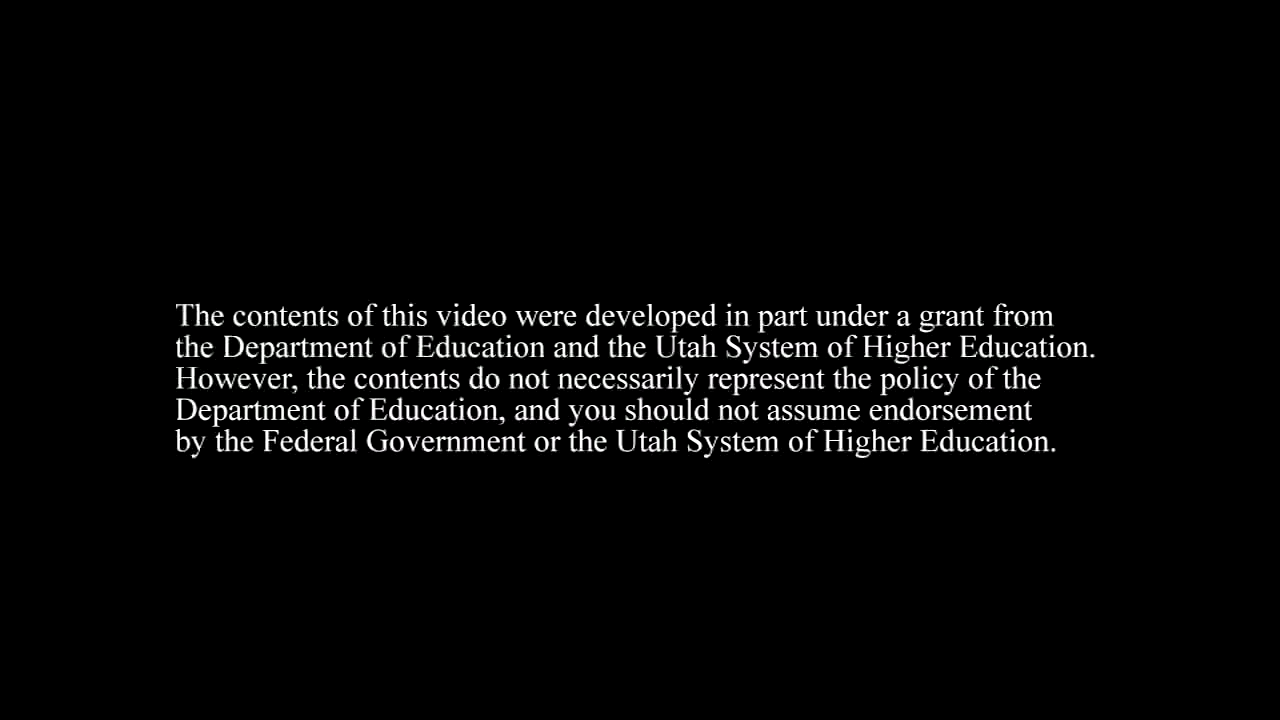 The contents of this video were developed in part under a grant from
the Department of Education and the Utah System of Higher Education.
However, the contents do not necessarily represent the policy of the
Department of Education, and you should not assume endorsement
by the Federal Government or the Utah System of Higher Education.